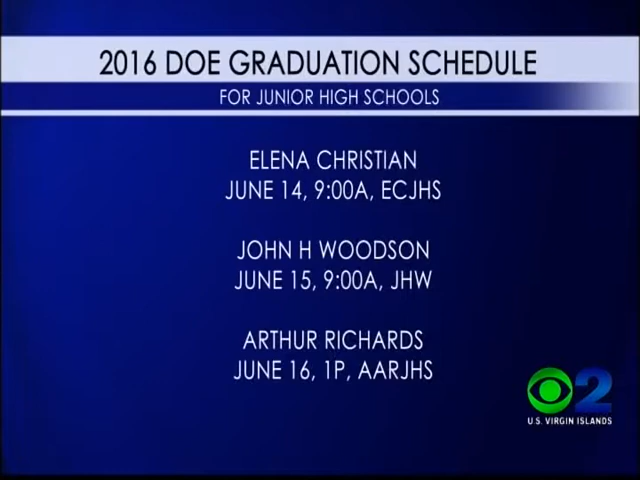 2016 DOE GRADUATION SCHEDULE
FOR JUNIOR HIGH SCHOOLS
ELENA CHRISTIAN
JUNE 14, 9:00A, ECJHS
JOHN H WOODSON
JUNE 15, 9:00A, JHW
ARTHUR RICHARDS
JUNE 16, 1P, AARJHS
2
U.S. VIRGIN ISLANDS